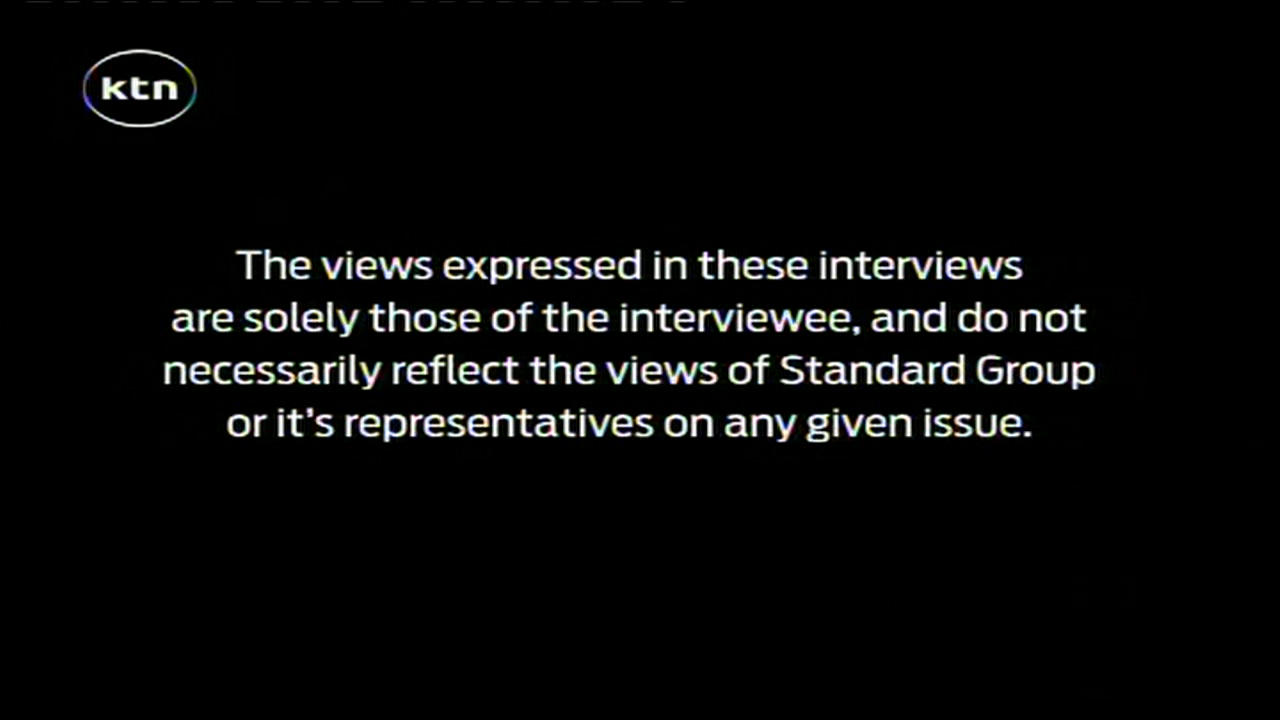 ktn
The views expressed in these interviews
are solely those of the interviewee, and do not
necessarily reflect the views of Standard Group
or it's representatives on any given issue.